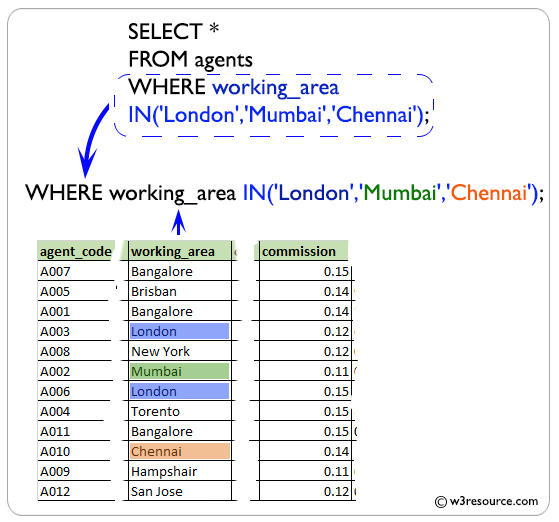 SELECT *
FROM agents
WHERE working_area
IN('London','Mumbai','Chennai');
WHERE working_area IN('London','Mumbai','Chennai');
agent_code working_area commission
A007 Bangalore 0.15
A005 Brisban 0.14
A001 Bangalore 0.14
A003 London 0.12
A008 New York 0.12
A002 Mumbai 0.11
A006 London 0.15
A004 Torento 0.15
A011 Bangalore 0.15
A010 Chennai 0.14
A009 Hampshair 0.11
A012 San Jose 0.12
© w3resource.com